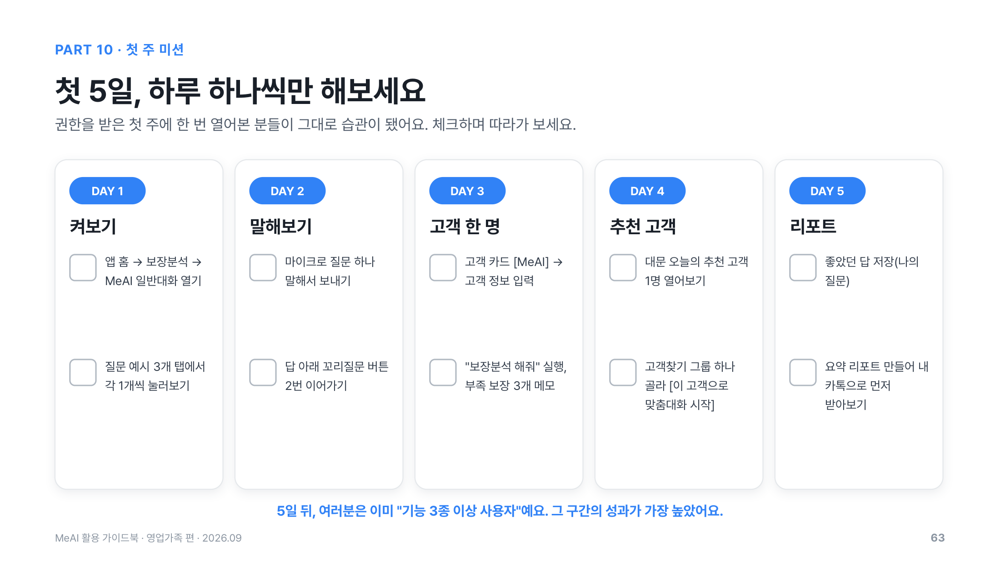 PART 10 · 첫 주 미션
첫 5일, 하루 하나씩만 해보세요
권한을 받은 첫 주에 한 번 열어본 분들이 그대로 습관이 됐어요. 체크하며 따라가 보세요.
DAY 1
켜보기
앱 홈 → 보장분석 →
MeAI 일반대화 열기
질문 예시 3개 탭에서
각 1개씩 눌러보기
DAY 2
말해보기
마이크로 질문 하나
말해서 보내기
답 아래 꼬리질문 버튼
2번 이어가기
DAY 3
고객 한 명
고객 카드 [MeAI] →
고객 정보 입력
"보장분석 해줘" 실행,
부족 보장 3개 메모
DAY 4
추천 고객
대문 오늘의 추천 고객
1명 열어보기
고객찾기 그룹 하나
골라 [이 고객으로
맞춤대화 시작]
DAY 5
리포트
좋았던 답 저장(나의
질문)
요약 리포트 만들어 내
카톡으로 먼저
받아보기
5일 뒤, 여러분은 이미 "기능 3종 이상 사용자"예요. 그 구간의 성과가 가장 높았어요.
MeAI 활용 가이드북 · 영업가족 편 · 2026.09
63